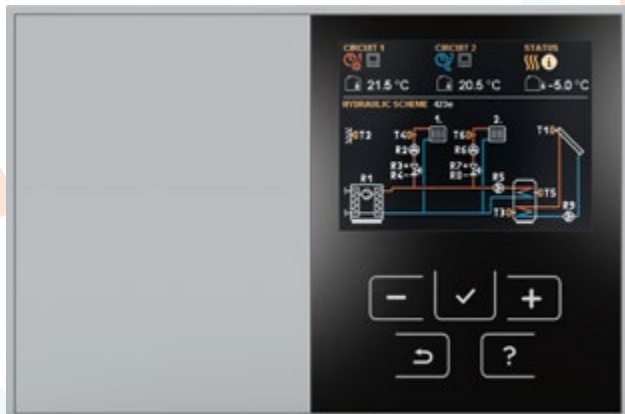 CIRCUIT 1 CIRCUIT 2 STATUS
21.5 °C 20.5 °C -5.0 °C
HYDRAULIC SCHEME 423e
1. 2.
T2 T4 T6 T1
R2 R6
R3+ R7+
R4- R8-
R1 R5
T5
T3 R9
− +
?